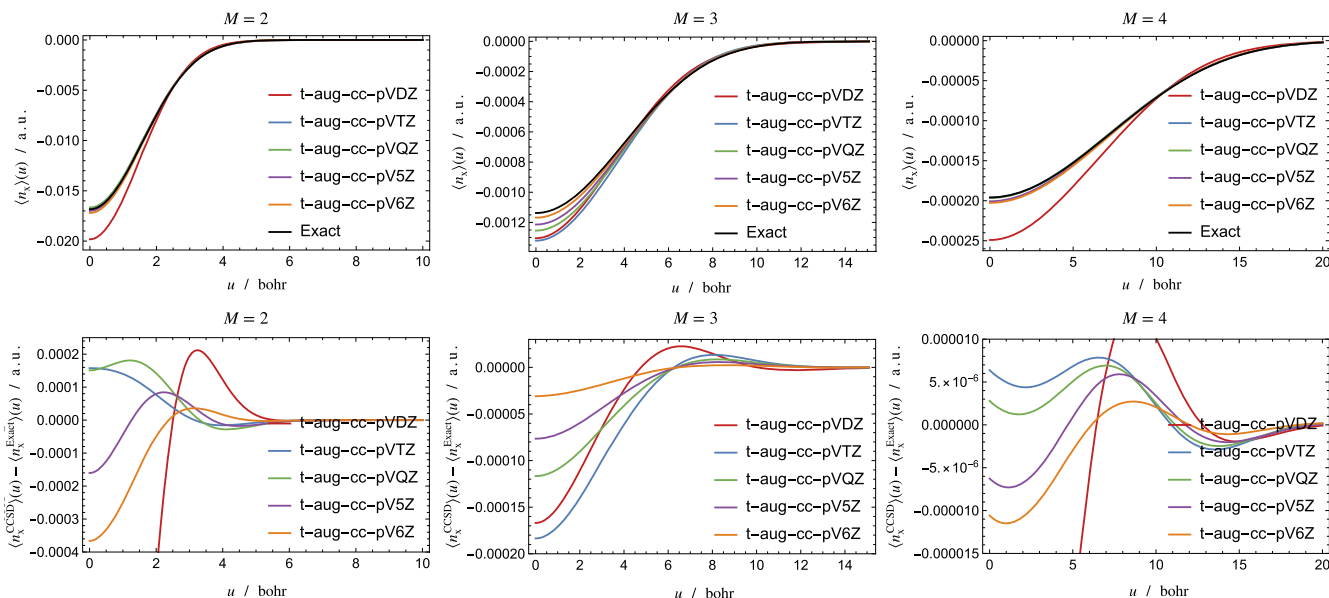 M = 2
0.000
−0.005
−0.010
−0.015
−0.020
⟨nₓ⟩(u) / a.u.
t−aug−cc−pVDZ
t−aug−cc−pVTZ
t−aug−cc−pVQZ
t−aug−cc−pV5Z
t−aug−cc−pV6Z
Exact
0 2 4 6 8 10
u / bohr
M = 3
0.0000
−0.0002
−0.0004
−0.0006
−0.0008
−0.0010
−0.0012
⟨nₓ⟩(u) / a.u.
t−aug−cc−pVDZ
t−aug−cc−pVTZ
t−aug−cc−pVQZ
t−aug−cc−pV5Z
t−aug−cc−pV6Z
Exact
0 2 4 6 8 10 12 14
u / bohr
M = 4
0.00000
−0.00005
−0.00010
−0.00015
−0.00020
−0.00025
⟨nₓ⟩(u) / a.u.
t−aug−cc−pVDZ
t−aug−cc−pVTZ
t−aug−cc−pVQZ
t−aug−cc−pV5Z
t−aug−cc−pV6Z
Exact
0 5 10 15 20
u / bohr
M = 2
0.0002
0.0001
0.0000
−0.0001
−0.0002
−0.0003
−0.0004
⟨nₓ^CCSD⟩(u) − ⟨nₓ^Exact⟩(u) / a.u.
t−aug−cc−pVDZ
t−aug−cc−pVTZ
t−aug−cc−pVQZ
t−aug−cc−pV5Z
t−aug−cc−pV6Z
0 2 4 6 8 10
u / bohr
M = 3
0.00000
−0.00005
−0.00010
−0.00015
−0.00020
⟨nₓ^CCSD⟩(u) − ⟨nₓ^Exact⟩(u) / a.u.
t−aug−cc−pVDZ
t−aug−cc−pVTZ
t−aug−cc−pVQZ
t−aug−cc−pV5Z
t−aug−cc−pV6Z
0 2 4 6 8 10 12 14
u / bohr
M = 4
0.000010
5.×10⁻⁶
0.000000
−5.×10⁻⁶
−0.000010
−0.000015
⟨nₓ^CCSD⟩(u) − ⟨nₓ^Exact⟩(u) / a.u.
t−aug−cc−pVDZ
t−aug−cc−pVTZ
t−aug−cc−pVQZ
t−aug−cc−pV5Z
t−aug−cc−pV6Z
0 5 10 15 20
u / bohr